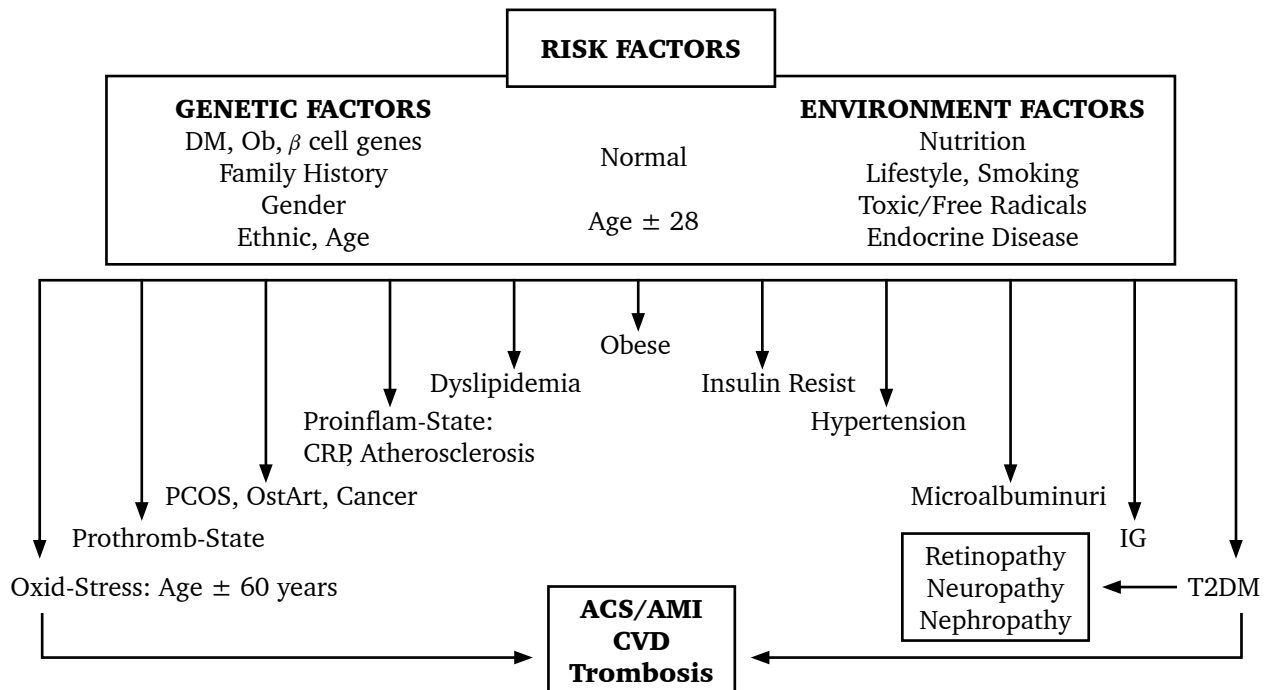 RISK FACTORS
GENETIC FACTORS
DM, Ob, β cell genes
Family History
Gender
Ethnic, Age
Normal
Age ± 28
ENVIRONMENT FACTORS
Nutrition
Lifestyle, Smoking
Toxic/Free Radicals
Endocrine Disease
Obese
Dyslipidemia
Insulin Resist
Proinflam-State:
CRP, Atherosclerosis
Hypertension
PCOS, OstArt, Cancer
Microalbuminuri
Prothromb-State
IG
Oxid-Stress: Age ± 60 years
Retinopathy
Neuropathy
Nephropathy
T2DM
ACS/AMI
CVD
Trombosis